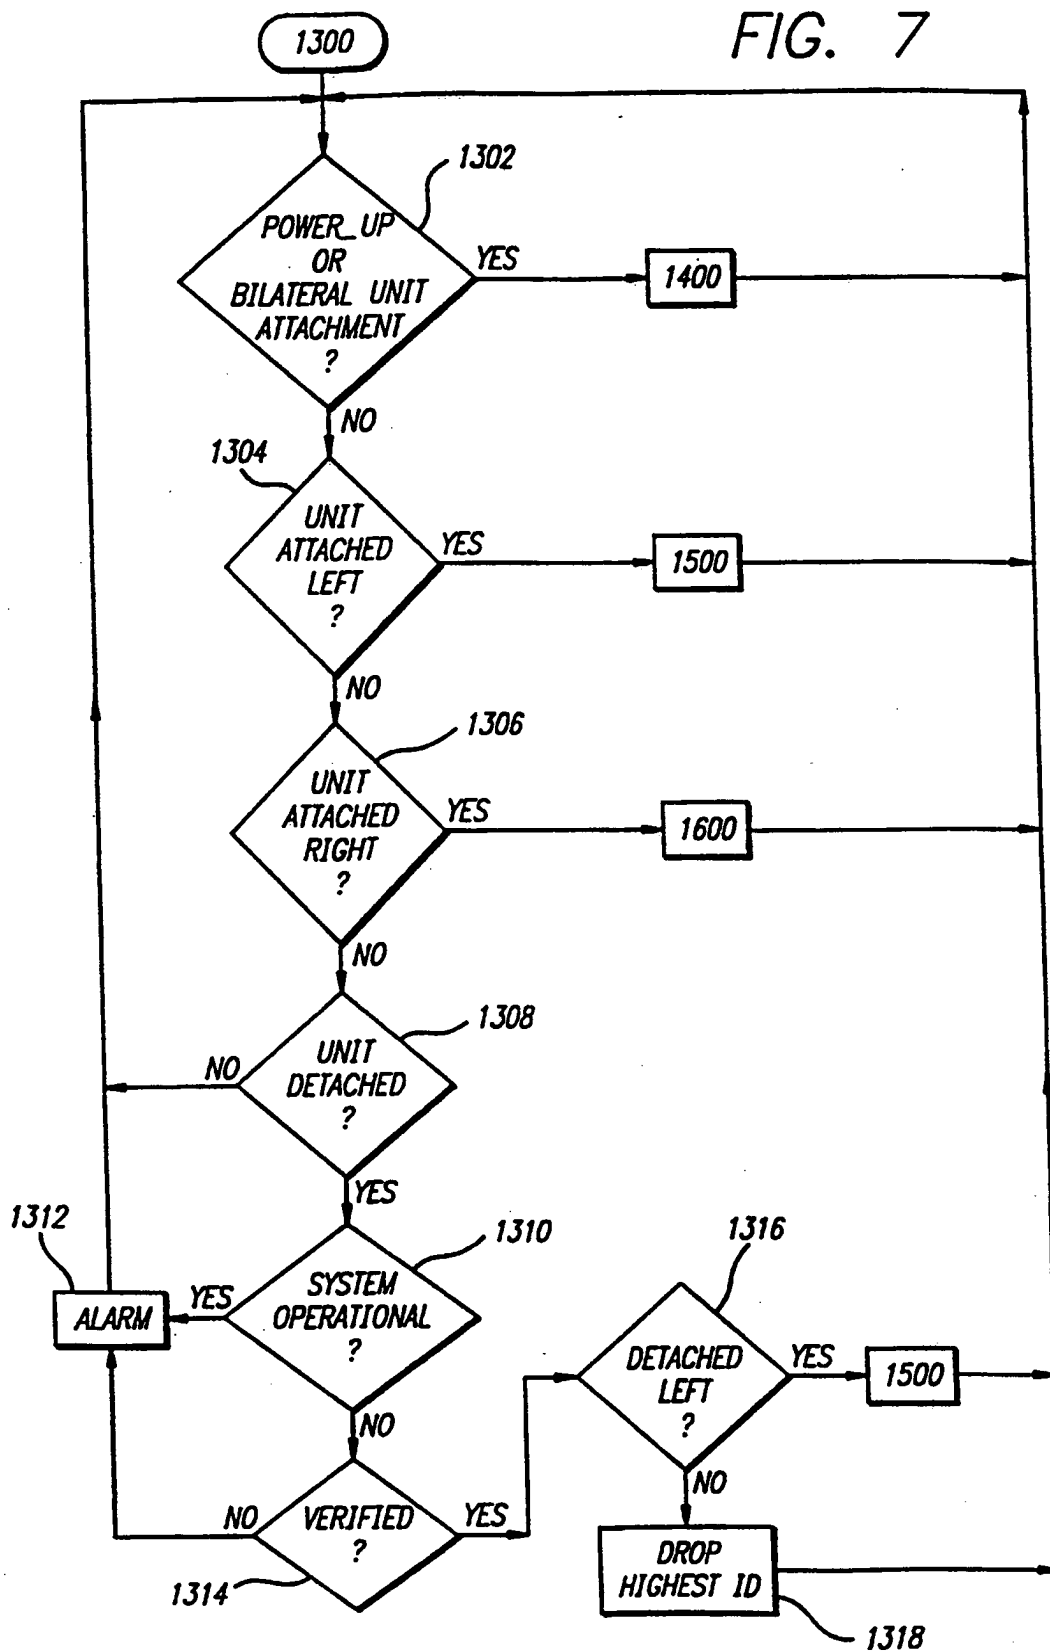 FIG. 7
1300
1302
POWER_UP
OR
BILATERAL UNIT
ATTACHMENT
?
YES
1400
NO
1304
UNIT
ATTACHED
LEFT
?
YES
1500
NO
1306
UNIT
ATTACHED
RIGHT
?
YES
1600
NO
1308
UNIT
DETACHED
?
NO
YES
1310
SYSTEM
OPERATIONAL
?
YES
1312
ALARM
NO
VERIFIED
?
NO
YES
1314
1316
DETACHED
LEFT
?
YES
1500
NO
DROP
HIGHEST ID
1318